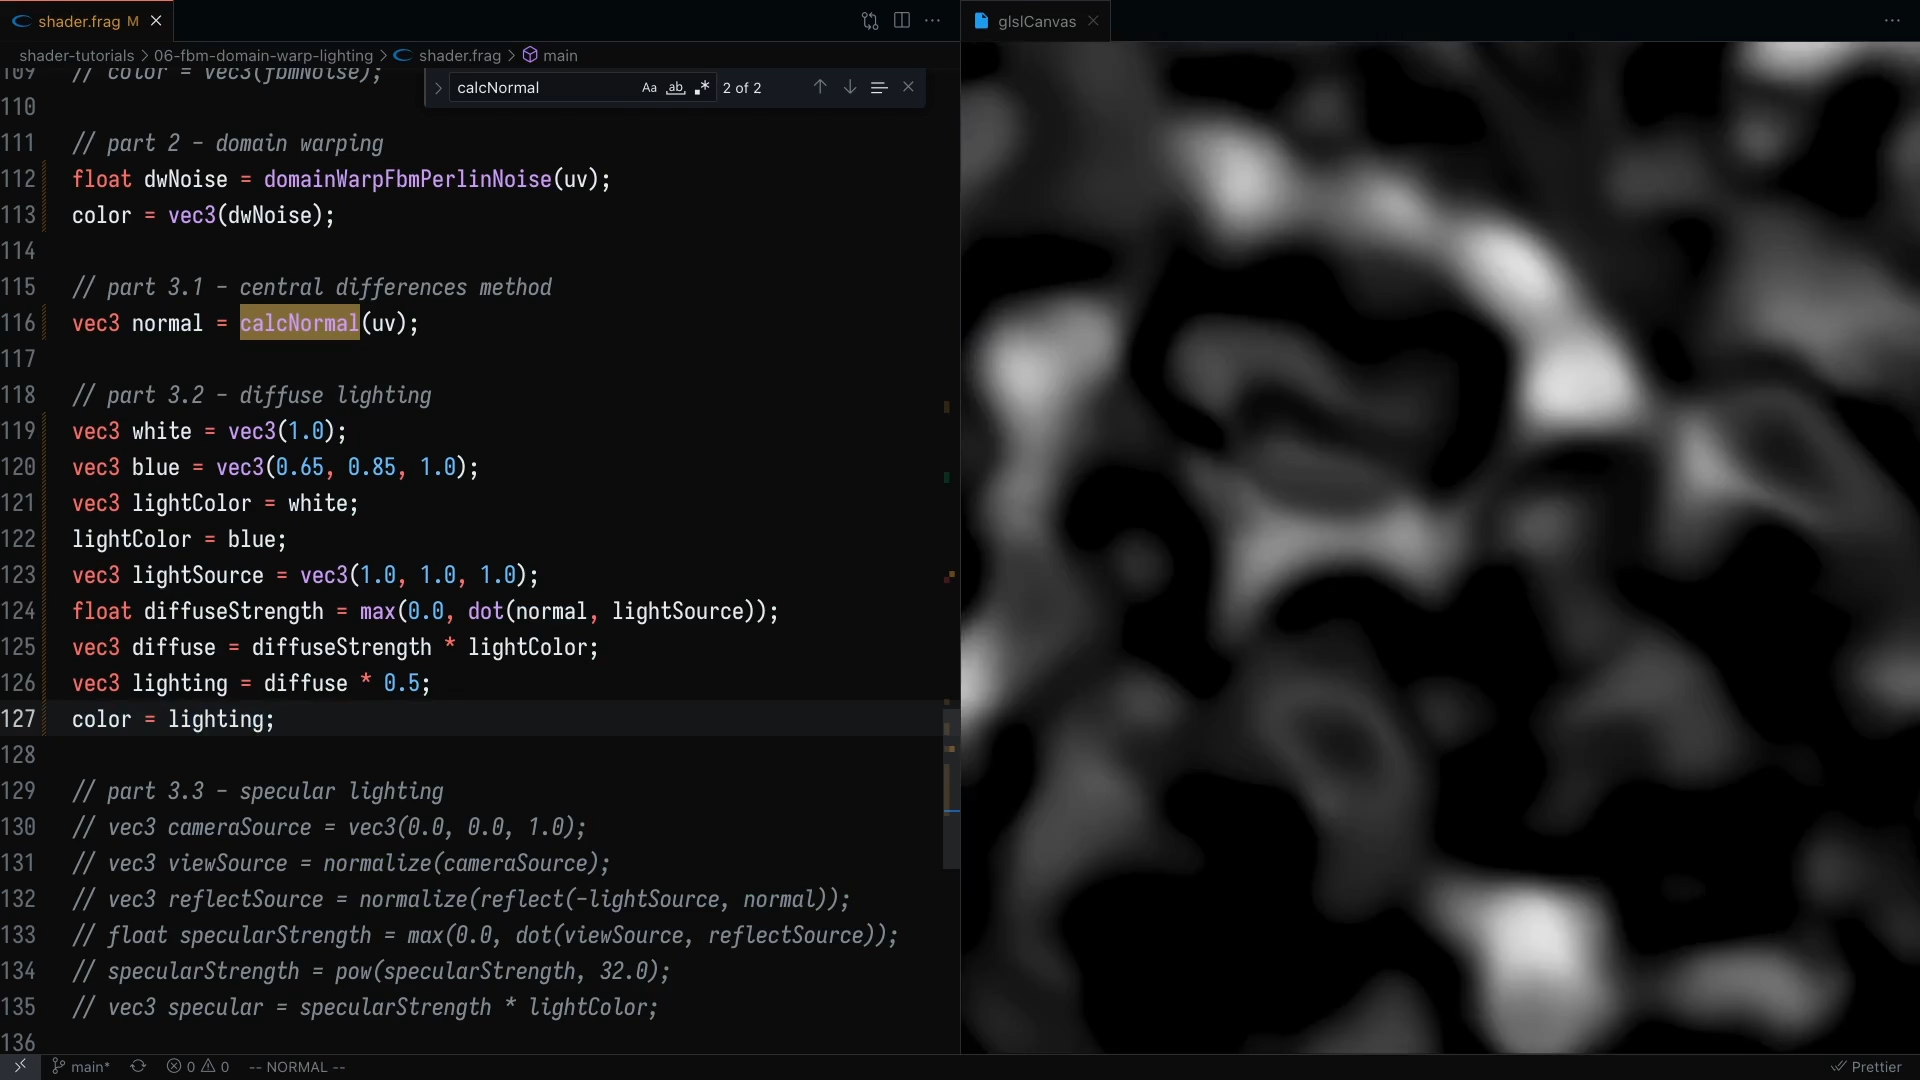 shader.frag M
glslCanvas
shader-tutorials > 06-fbm-domain-warp-lighting > shader.frag > main
calcNormal Aa ab .* 2 of 2
109 // color = vec3(fbmNoise);
110
111 // part 2 - domain warping
112 float dwNoise = domainWarpFbmPerlinNoise(uv);
113 color = vec3(dwNoise);
114
115 // part 3.1 - central differences method
116 vec3 normal = calcNormal(uv);
117
118 // part 3.2 - diffuse lighting
119 vec3 white = vec3(1.0);
120 vec3 blue = vec3(0.65, 0.85, 1.0);
121 vec3 lightColor = white;
122 lightColor = blue;
123 vec3 lightSource = vec3(1.0, 1.0, 1.0);
124 float diffuseStrength = max(0.0, dot(normal, lightSource));
125 vec3 diffuse = diffuseStrength * lightColor;
126 vec3 lighting = diffuse * 0.5;
127 color = lighting;
128
129 // part 3.3 - specular lighting
130 // vec3 cameraSource = vec3(0.0, 0.0, 1.0);
131 // vec3 viewSource = normalize(cameraSource);
132 // vec3 reflectSource = normalize(reflect(-lightSource, normal));
133 // float specularStrength = max(0.0, dot(viewSource, reflectSource));
134 // specularStrength = pow(specularStrength, 32.0);
135 // vec3 specular = specularStrength * lightColor;
136
main* 0 0 -- NORMAL --
Prettier